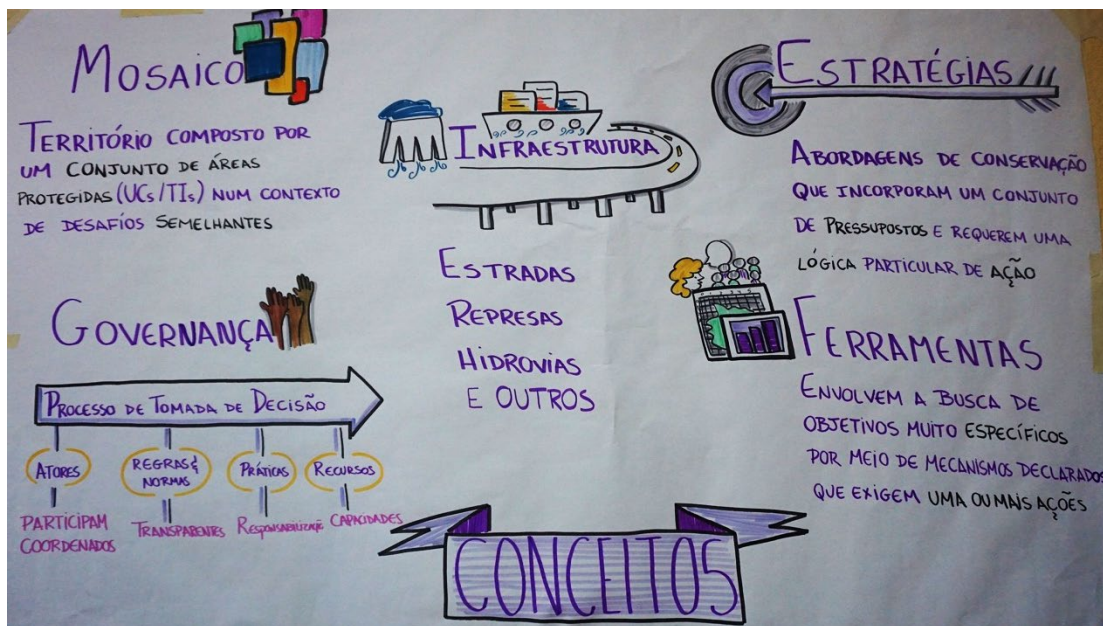 MOSAICO
TERRITÓRIO COMPOSTO POR
UM CONJUNTO DE ÁREAS
PROTEGIDAS (UCs/TIs) NUM CONTEXTO
DE DESAFÍOS SEMELHANTES
GOVERNANÇA
PROCESSO DE TOMADA DE DECISÃO
ATORES
REGRAS &
NORMAS
PRÁTICAS
RECURSOS
PARTICIPAM
COORDENADOS
TRANSPARENTES
CAPACIDADES
INFRAESTRUTURA
ESTRADAS
REPRESAS
HIDROVIAS
E OUTROS
ESTRATÉGIAS
ABORDAGENS DE CONSERVAÇÃO
QUE INCORPORAM UM CONJUNTO
DE PRESSUPOSTOS E REQUEREM UMA
LÓGICA PARTICULAR DE AÇÃO
FERRAMENTAS
ENVOLVEM A BUSCA DE
OBJETIVOS MUITO ESPECÍFICOS
POR MEIO DE MECANISMOS DECLARADOS
QUE EXIGEM UMA OU MAIS AÇÕES
CONCEITOS